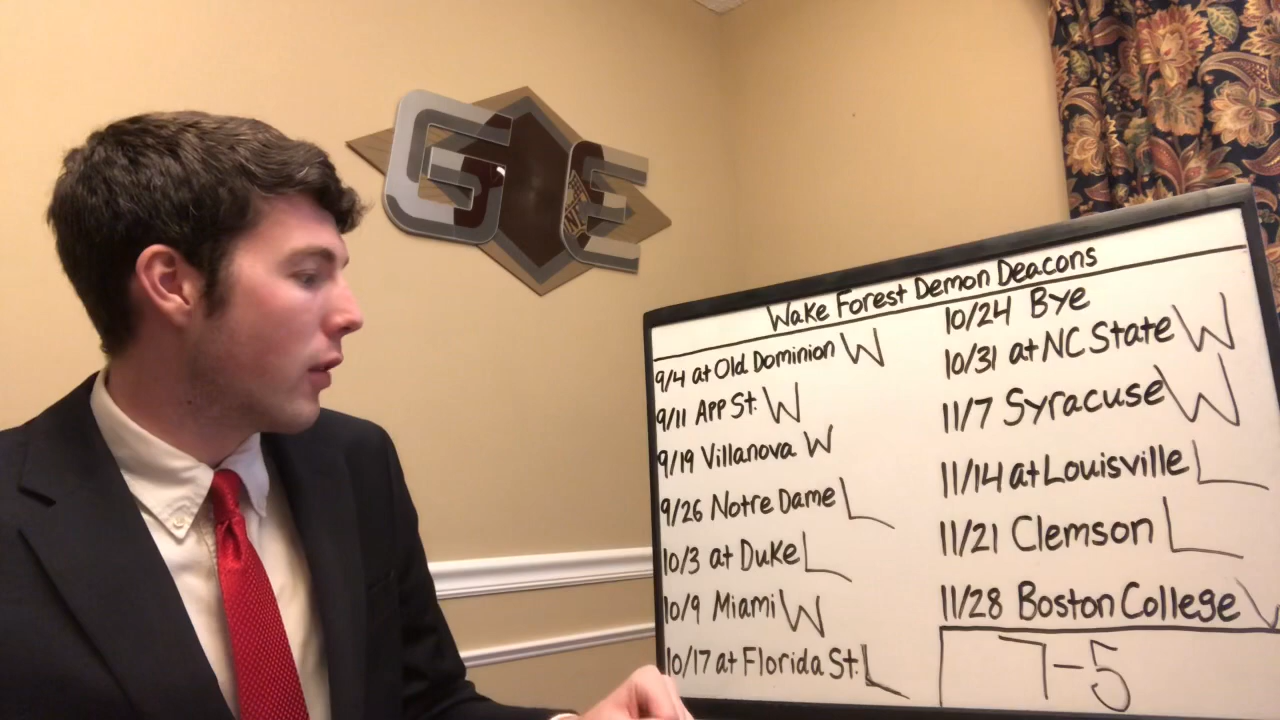 GE
Wake Forest Demon Deacons
9/4 at Old Dominion W
9/11 App St. W
9/19 Villanova W
9/26 Notre Dame L
10/3 at Duke L
10/9 Miami W
10/17 at Florida St. L
10/24 Bye
10/31 at NC State W
11/7 Syracuse W
11/14 at Louisville L
11/21 Clemson L
11/28 Boston College W
7-5